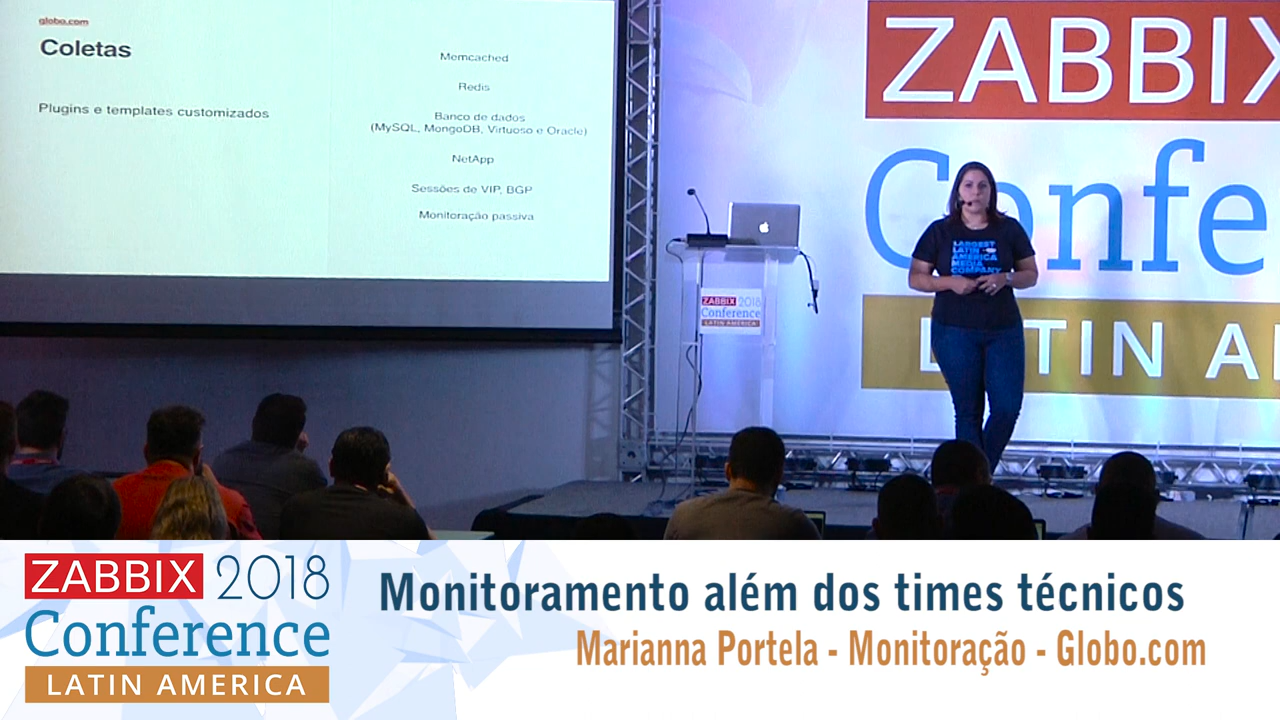 globo.com
Coletas
Plugins e templates customizados
Memcached
Redis
Banco de dados
(MySQL, MongoDB, Virtuoso e Oracle)
NetApp
Sessões de VIP, BGP
Monitoração passiva
ZABBIX
Confe
LATIN A
LARGEST
LATIN
AMERICA
MEDIA
COMPANY
ZABBIX 2018
Conference
LATIN AMERICA
ZABBIX 2018
Conference
LATIN AMERICA
Monitoramento além dos times técnicos
Marianna Portela - Monitoração - Globo.com